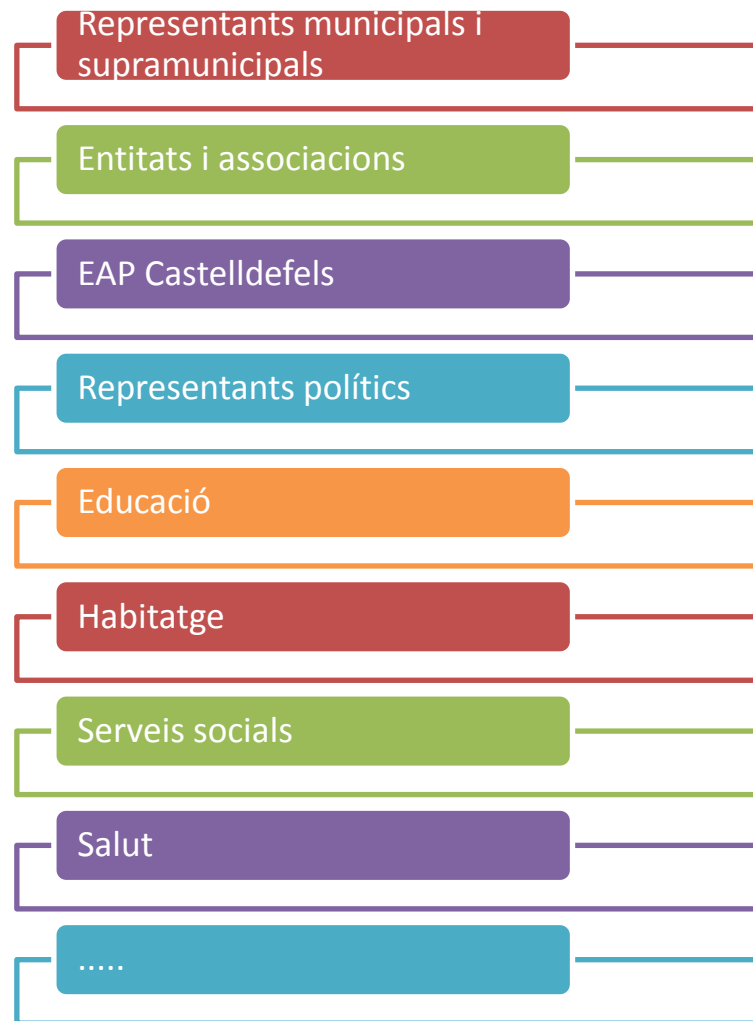 Representants municipals i
supramunicipals
Entitats i associacions
EAP Castelldefels
Representants polítics
Educació
Habitatge
Serveis socials
Salut
.....